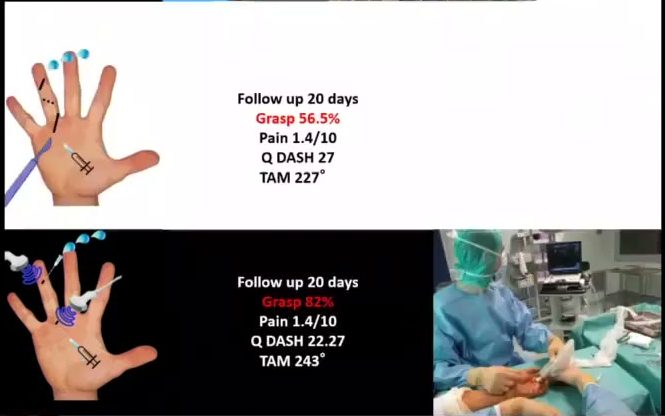 Follow up 20 days
Grasp 56.5%
Pain 1.4/10
Q DASH 27
TAM 227°
Follow up 20 days
Grasp 82%
Pain 1.4/10
Q DASH 22.27
TAM 243°